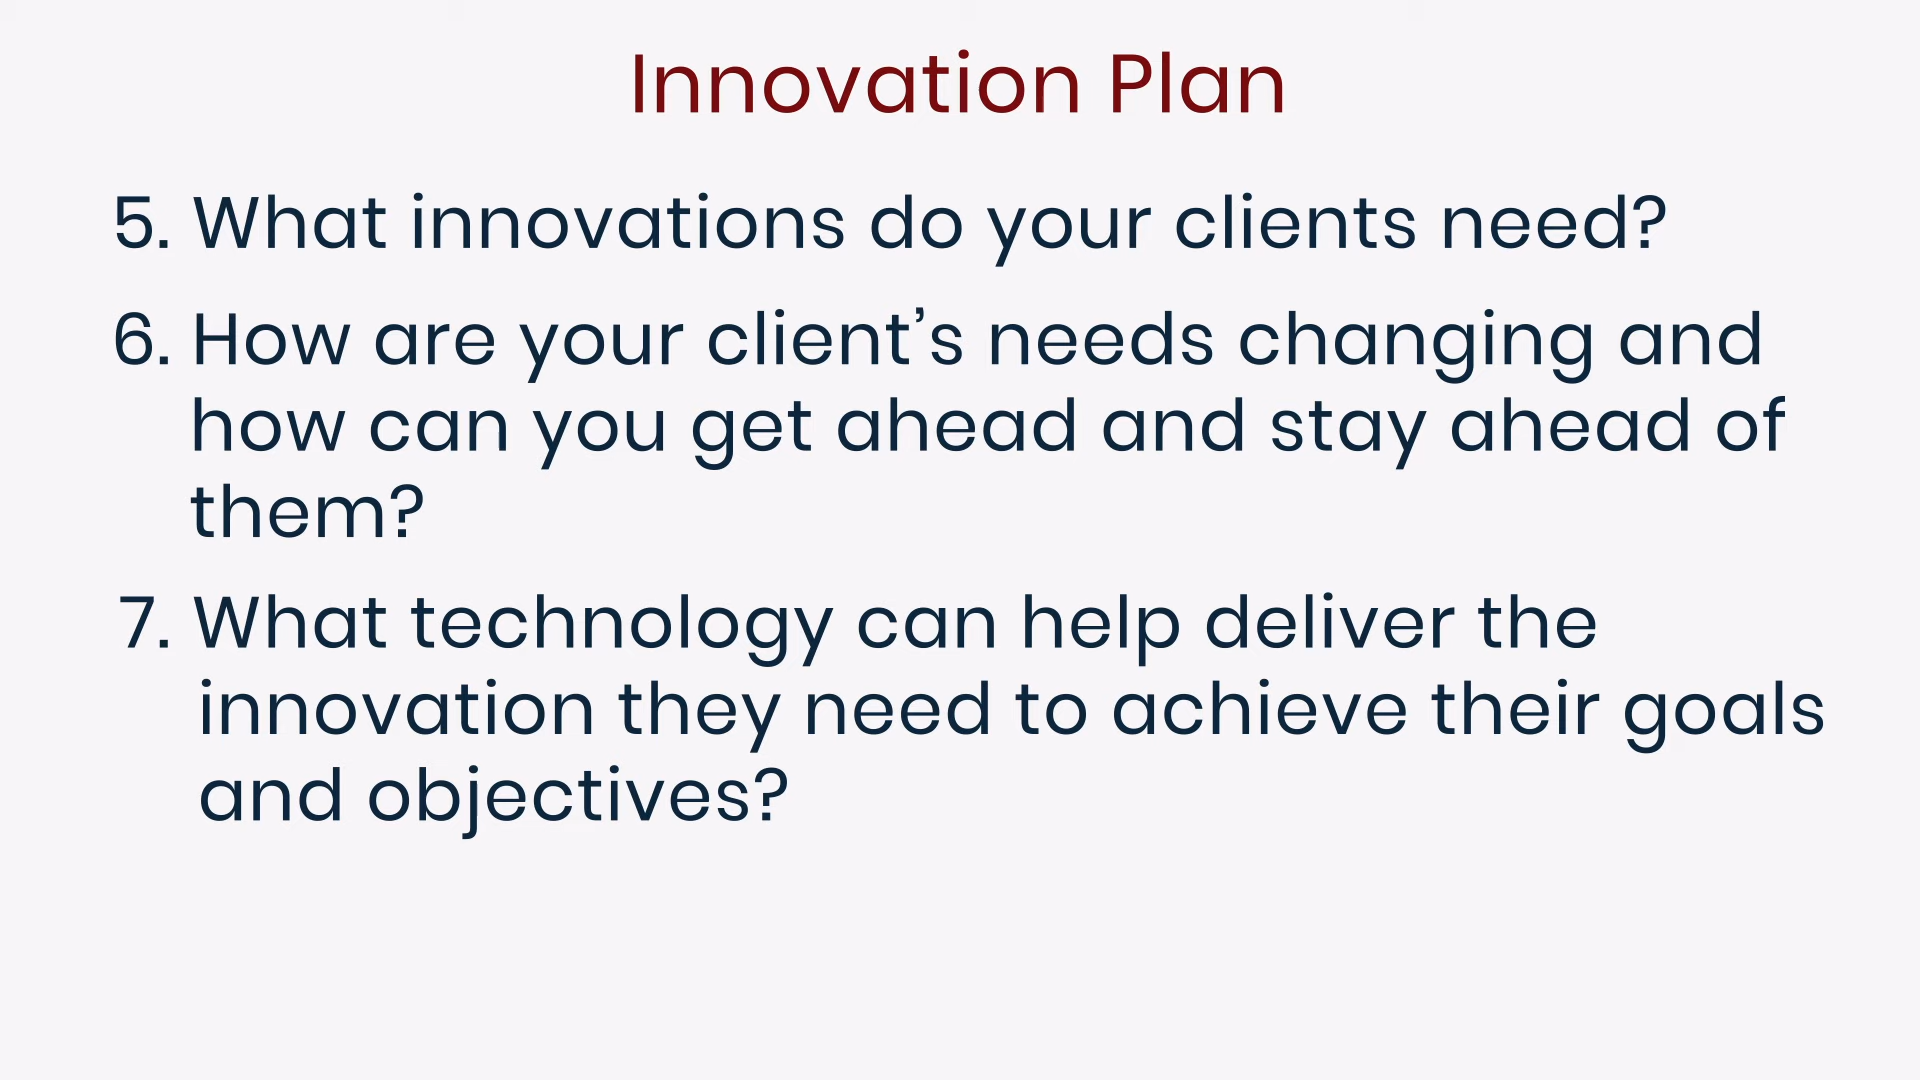 Innovation Plan
5. What innovations do your clients need?
6. How are your client’s needs changing and
how can you get ahead and stay ahead of
them?
7. What technology can help deliver the
innovation they need to achieve their goals
and objectives?